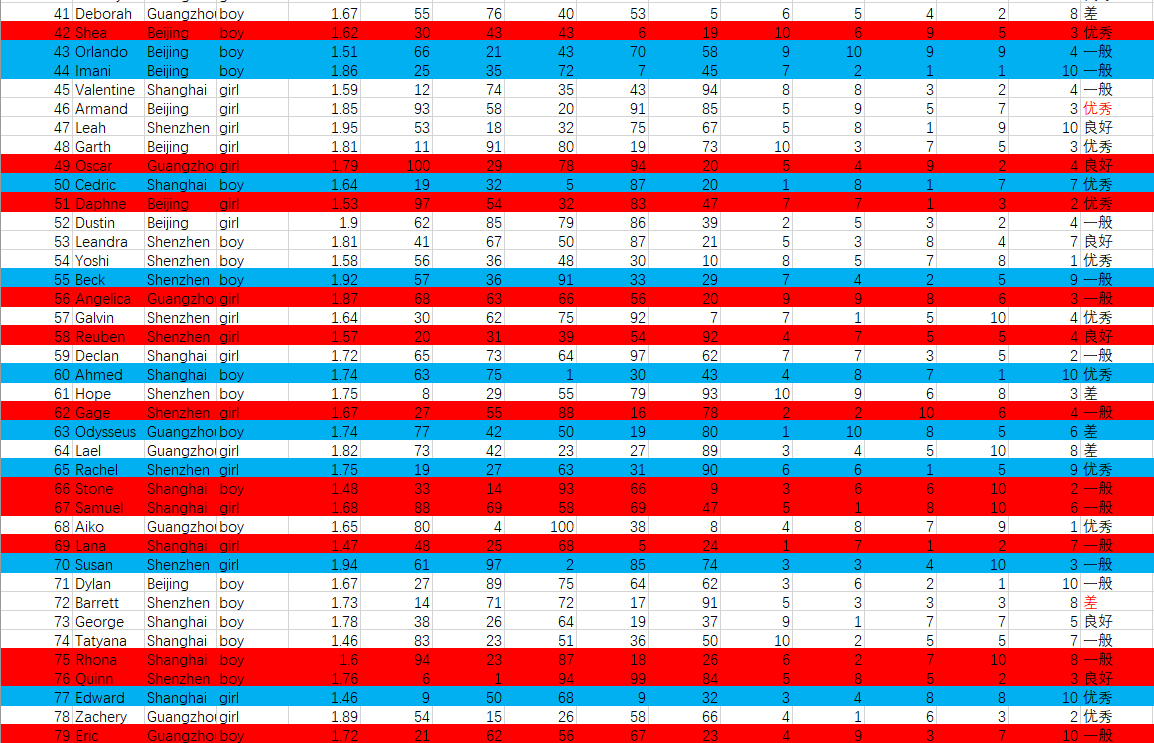 41 Deborah Guangzhou boy 1.67 55 76 40 53 5 6 5 4 2 8 差
42 Shea Beijing boy 1.62 30 43 43 6 19 10 6 9 5 3 优秀
43 Orlando Beijing boy 1.51 66 21 43 70 58 9 10 9 9 4 一般
44 Imani Beijing boy 1.86 25 35 72 7 45 7 2 1 1 10 一般
45 Valentine Shanghai girl 1.59 12 74 35 43 94 8 8 3 2 4 一般
46 Armand Beijing girl 1.85 93 58 20 91 85 5 9 5 7 3 优秀
47 Leah Shenzhen girl 1.95 53 18 32 75 67 5 8 1 9 10 良好
48 Garth Beijing girl 1.81 11 91 80 19 73 10 3 7 5 3 优秀
49 Oscar Guangzhou girl 1.79 100 29 78 94 20 5 4 9 2 4 良好
50 Cedric Shanghai boy 1.64 19 32 5 87 20 1 8 1 7 7 优秀
51 Daphne Beijing girl 1.53 97 54 32 83 47 7 7 1 3 2 优秀
52 Dustin Beijing girl 1.9 62 85 79 86 39 2 5 3 2 4 一般
53 Leandra Shenzhen boy 1.81 41 67 50 87 21 5 3 8 4 7 良好
54 Yoshi Shenzhen boy 1.58 56 36 48 30 10 8 5 7 8 1 优秀
55 Beck Shenzhen boy 1.92 57 36 91 33 29 7 4 2 5 9 一般
56 Angelica Guangzhou girl 1.87 68 63 66 56 20 9 9 8 6 3 一般
57 Galvin Shenzhen girl 1.64 30 62 75 92 7 7 1 5 10 4 优秀
58 Reuben Shenzhen girl 1.57 20 31 39 54 92 4 7 5 5 4 良好
59 Declan Shanghai girl 1.72 65 73 64 97 62 7 7 3 5 2 一般
60 Ahmed Shanghai boy 1.74 63 75 1 30 43 4 8 7 1 10 优秀
61 Hope Shenzhen boy 1.75 8 29 55 79 93 10 9 6 8 3 差
62 Gage Shenzhen girl 1.67 27 55 88 16 78 2 2 10 6 4 一般
63 Odysseus Guangzhou boy 1.74 77 42 50 19 80 1 10 8 5 6 差
64 Lael Guangzhou girl 1.82 73 42 23 27 89 3 4 5 10 8 差
65 Rachel Shenzhen girl 1.75 19 27 63 31 90 6 6 1 5 9 优秀
66 Stone Shanghai boy 1.48 33 14 93 66 9 3 6 6 10 2 一般
67 Samuel Shanghai girl 1.68 88 69 58 69 47 5 1 8 10 6 一般
68 Aiko Guangzhou boy 1.65 80 4 100 38 8 4 8 7 9 1 优秀
69 Lana Shanghai girl 1.47 48 25 68 5 24 1 7 1 2 7 一般
70 Susan Shenzhen girl 1.94 61 97 2 85 74 3 3 4 10 3 一般
71 Dylan Beijing boy 1.67 27 89 75 64 62 3 6 2 1 10 一般
72 Barrett Shenzhen boy 1.73 14 71 72 17 91 5 3 3 3 8 差
73 George Shanghai boy 1.78 38 26 64 19 37 9 1 7 7 5 良好
74 Tatyana Shanghai boy 1.46 83 23 51 36 50 10 2 5 5 7 一般
75 Rhona Shanghai boy 1.6 94 23 87 18 26 6 2 7 10 8 一般
76 Quinn Shenzhen boy 1.76 6 1 94 99 84 5 8 5 2 3 良好
77 Edward Shanghai girl 1.46 9 50 68 9 32 3 4 8 8 10 优秀
78 Zachery Guangzhou girl 1.89 54 15 26 58 66 4 1 6 3 2 优秀
79 Eric Guangzhou boy 1.72 21 62 56 67 23 4 9 3 7 10 一般